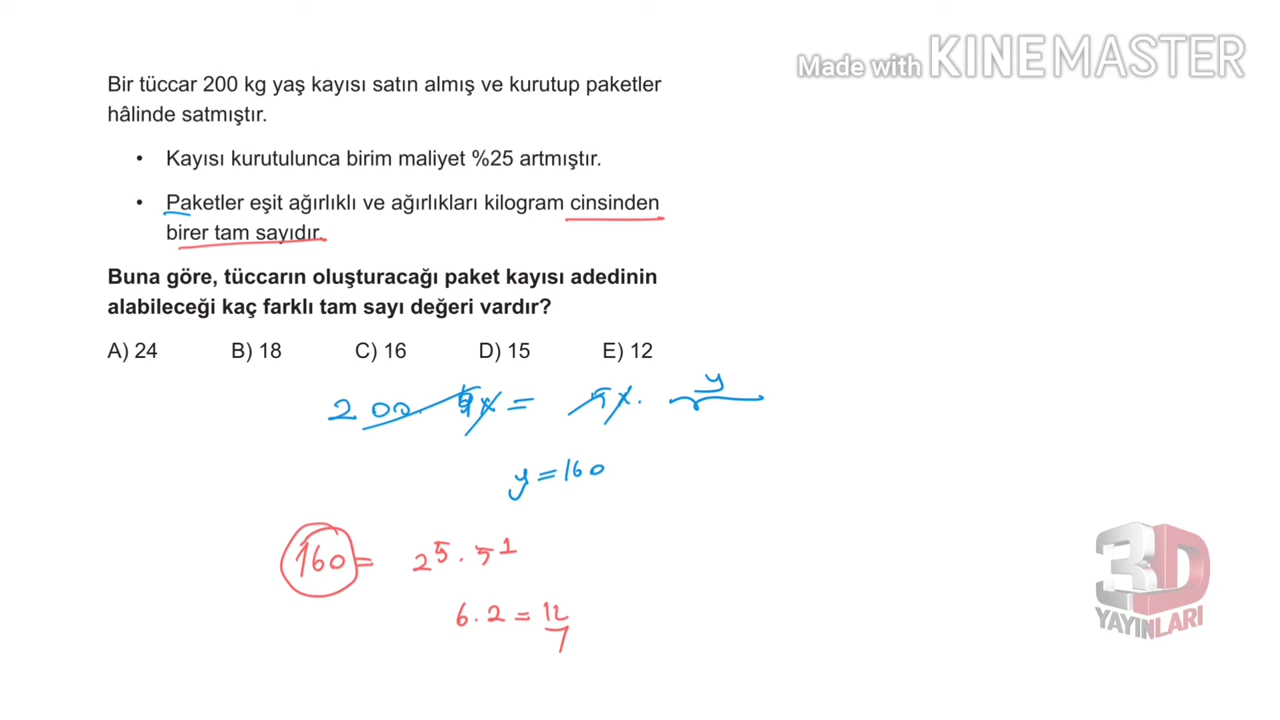 Made with KINEMASTER
Bir tüccar 200 kg yaş kayısı satın almış ve kurutup paketler
hâlinde satmıştır.
• Kayısı kurutulunca birim maliyet %25 artmıştır.
• Paketler eşit ağırlıklı ve ağırlıkları kilogram cinsinden
birer tam sayıdır.
Buna göre, tüccarın oluşturacağı paket kayısı adedinin
alabileceği kaç farklı tam sayı değeri vardır?
A) 24 B) 18 C) 16 D) 15 E) 12
y
200. 4x = 5x.
y = 160
160 = 2⁵ . 5¹
6 . 2 = 12
3D
YAYINLARI